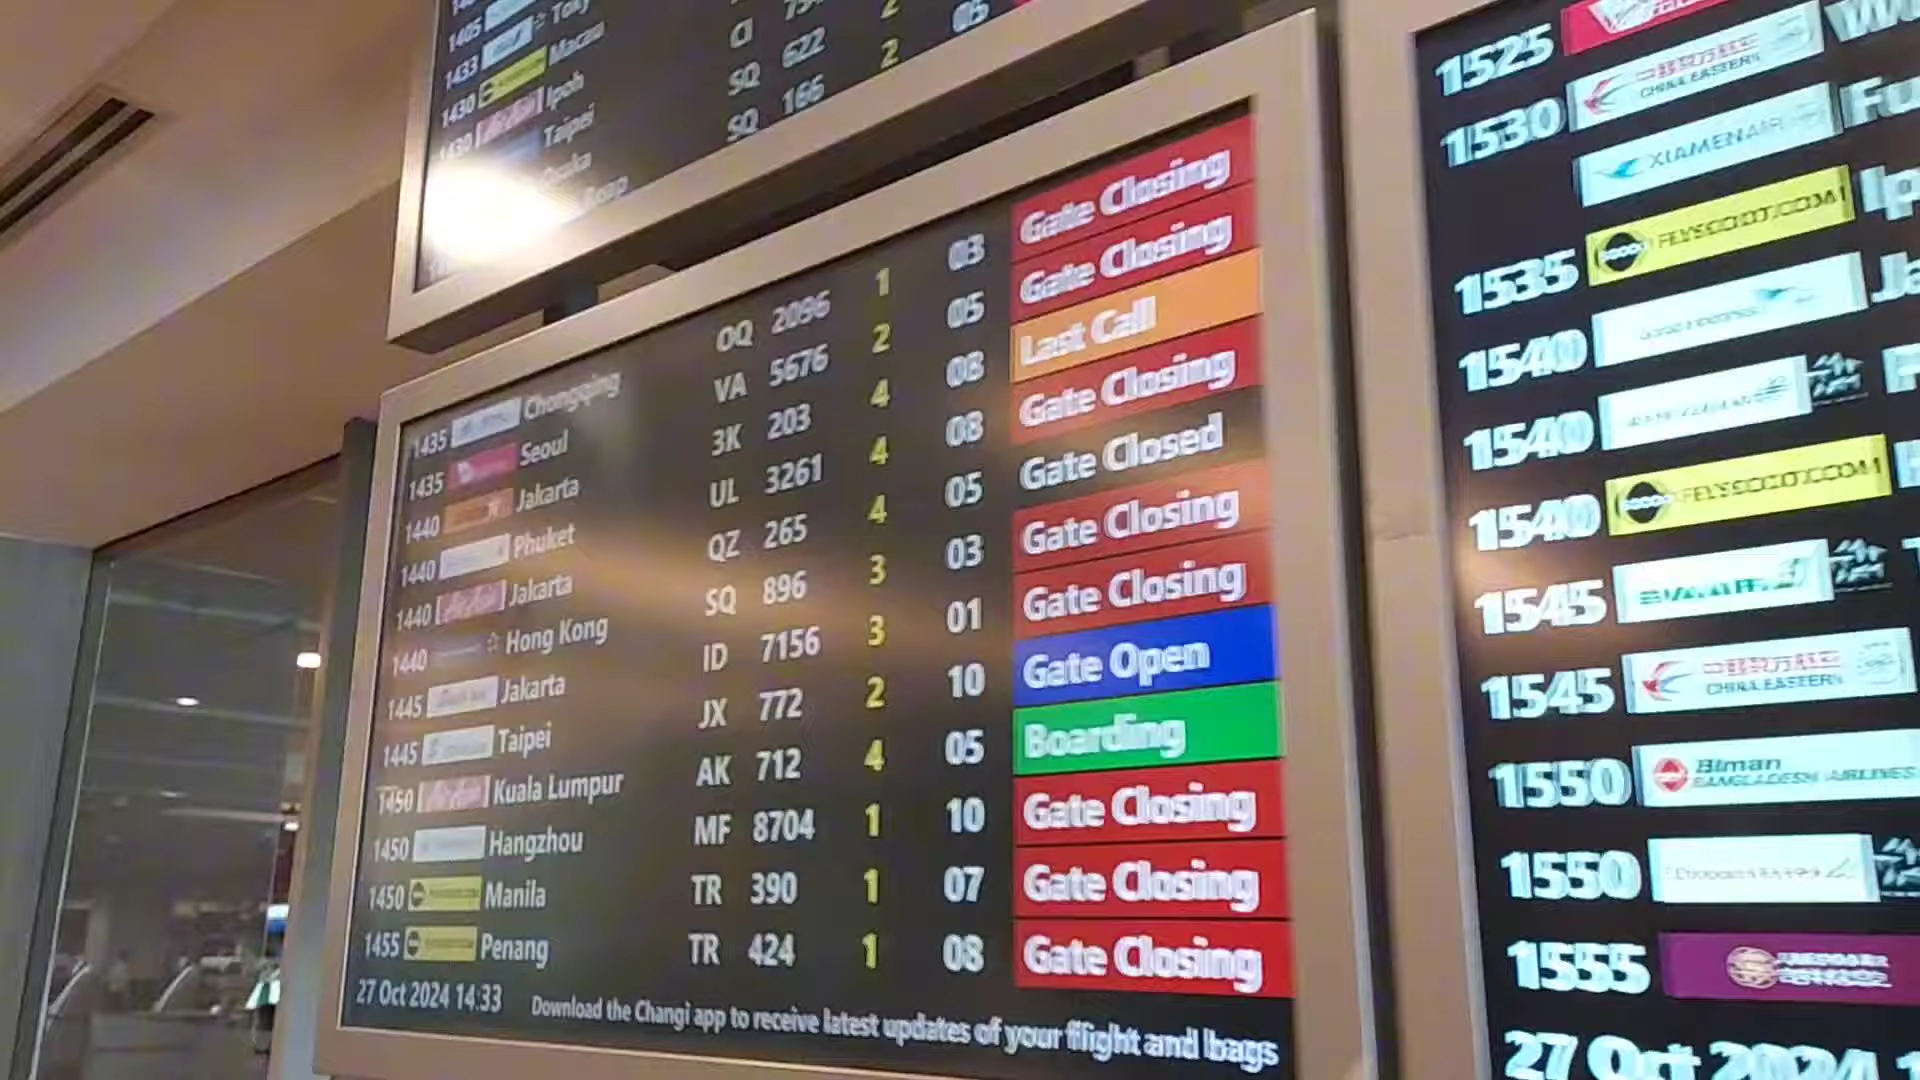 1405
1433 Macau CI
1430 Ipoh SQ 622 2
1430 Taipei SQ 166 2
Osaka
1435 Chongqing OQ 2096 1 03 Gate Closing
1435 Seoul VA 5676 2 05 Gate Closing
1440 Jakarta 3K 203 4 08 Last Call
1440 Phuket UL 3261 4 08 Gate Closing
1440 Jakarta QZ 265 4 05 Gate Closed
1440 Hong Kong SQ 896 3 03 Gate Closing
1445 Jakarta ID 7156 3 01 Gate Closing
1445 Taipei JX 772 2 10 Gate Open
1450 Kuala Lumpur AK 712 4 05 Boarding
1450 Hangzhou MF 8704 1 10 Gate Closing
1450 Manila TR 390 1 07 Gate Closing
1455 Penang TR 424 1 08 Gate Closing
27 Oct 2024 14:33 Download the Changi app to receive latest updates of your flight and bags
1525
1530 CHINA EASTERN
XIAMENAIR
1535 FLYSCOOT.COM
1540
1540
1540 FLYSCOOT.COM
1545 EVA AIR
1545 CHINA EASTERN
1550 Biman BANGLADESH AIRLINES
1550
1555
27 Oct 2024